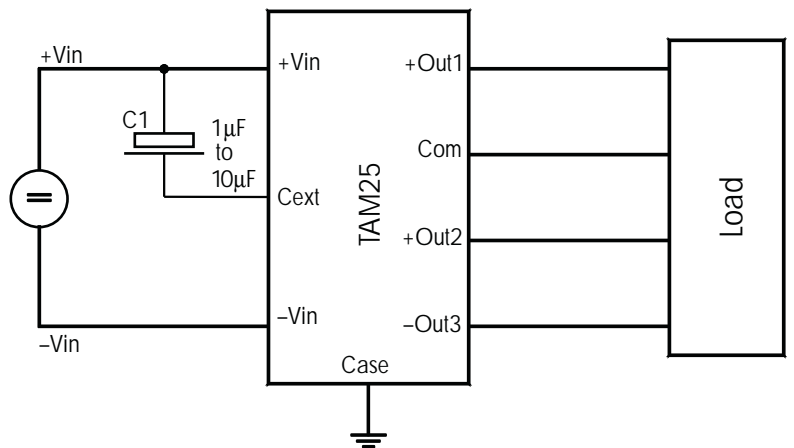 +Vin
+Vin
+Out1
C1
1µF
to
10µF
Com
Cext
TAM25
Load
+Out2
–Vin
–Out3
–Vin
Case